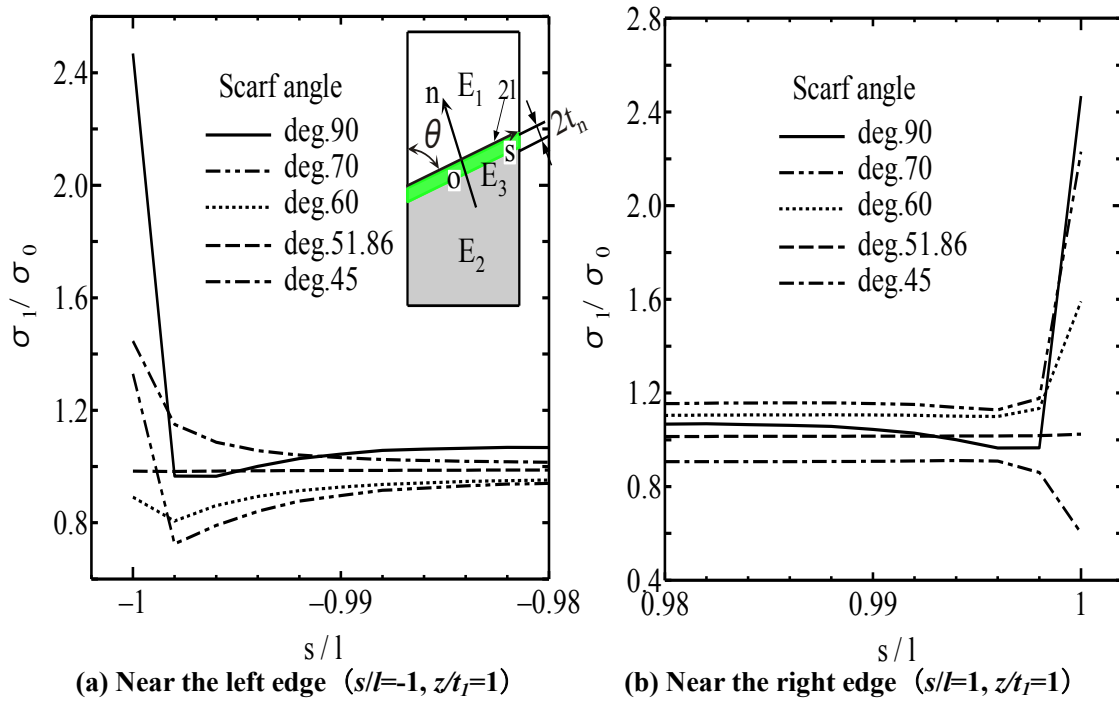 2.4
2.0
1.6
1.2
0.8
σ₁/σ₀
Scarf angle
deg.90
deg.70
deg.60
deg.51.86
deg.45
n
E₁
2l
2tₙ
θ
s
o
E₃
E₂
−1
−0.99
−0.98
s / l
(a) Near the left edge（s/l=-1, z/t₁=1）
2.8
2.4
2.0
1.6
1.2
0.8
0.4
σ₁/σ₀
Scarf angle
deg.90
deg.70
deg.60
deg.51.86
deg.45
0.98
0.99
1
s / l
(b) Near the right edge（s/l=1, z/t₁=1）